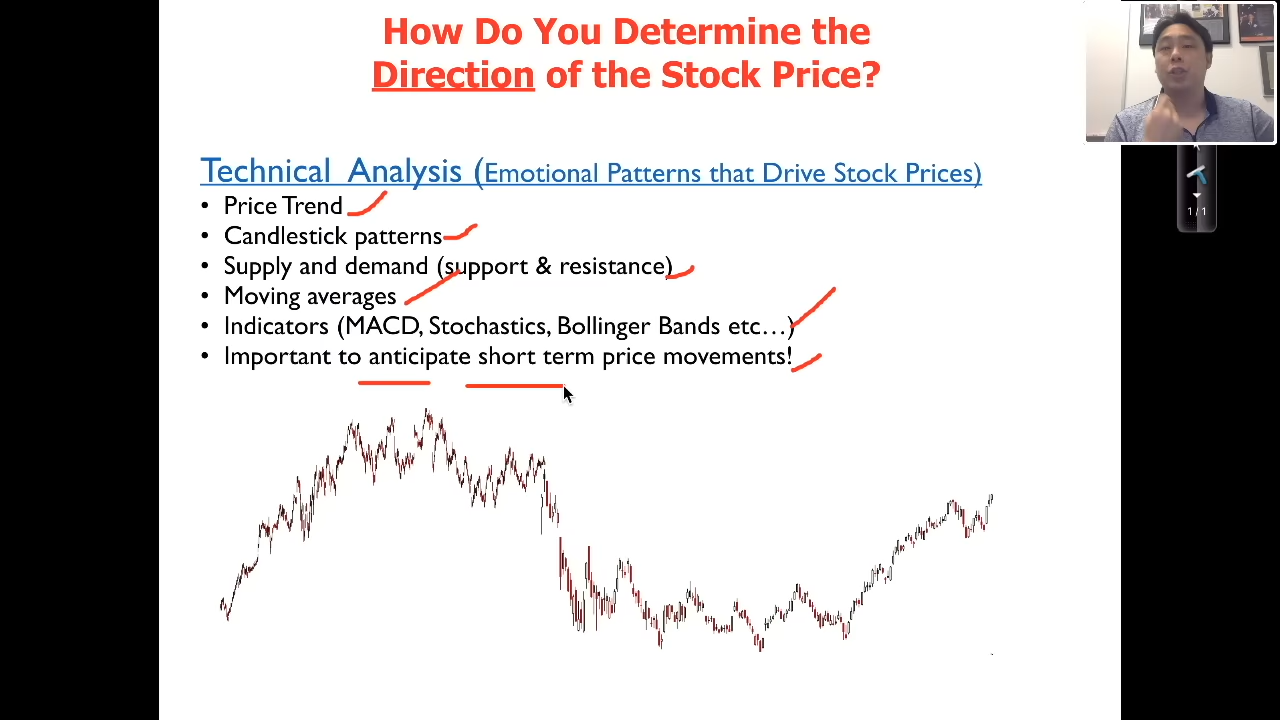 How Do You Determine the
Direction of the Stock Price?
Technical Analysis (Emotional Patterns that Drive Stock Prices)
• Price Trend
• Candlestick patterns
• Supply and demand (support & resistance)
• Moving averages
• Indicators (MACD, Stochastics, Bollinger Bands etc…)
• Important to anticipate short term price movements!
1/1